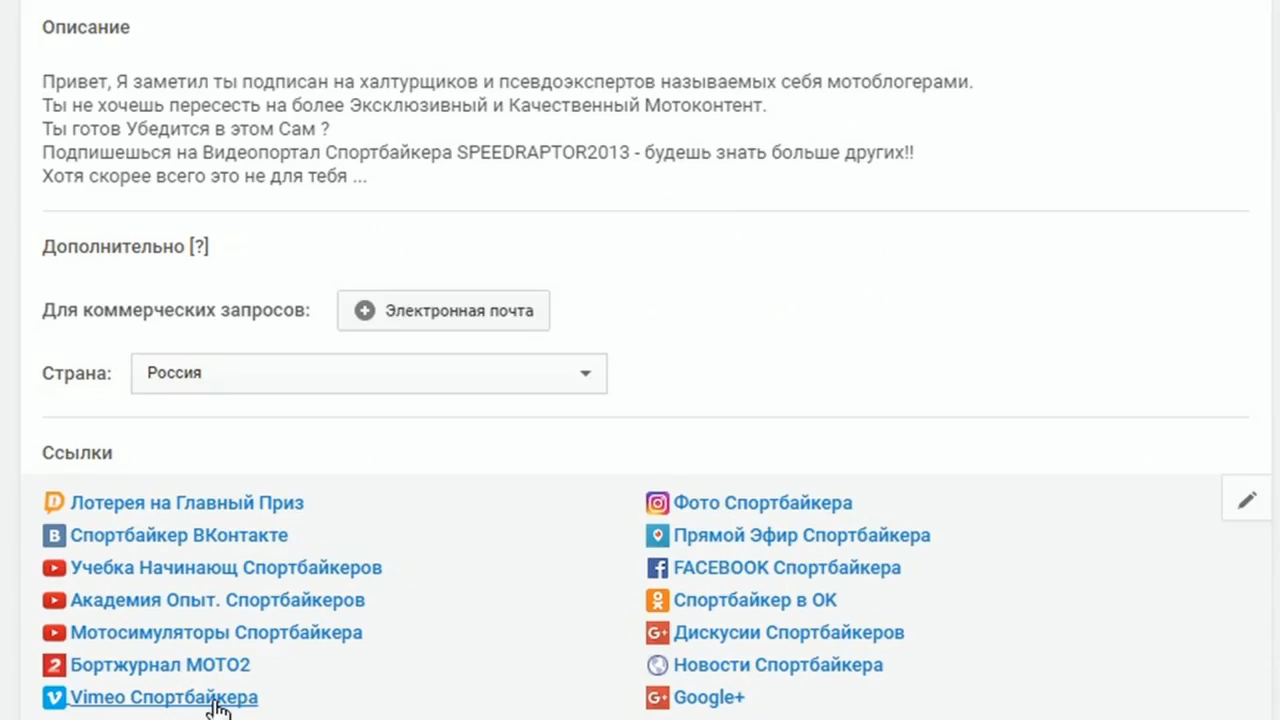 Описание
Привет, Я заметил ты подписан на халтурщиков и псевдоэкспертов называемых себя мотоблогерами.
Ты не хочешь пересесть на более Эксклюзивный и Качественный Мотоконтент.
Ты готов Убедится в этом Сам ?
Подпишешься на Видеопортал Спортбайкера SPEEDRAPTOR2013 - будешь знать больше других!!
Хотя скорее всего это не для тебя ...
Дополнительно [?]
Для коммерческих запросов: Электронная почта
Страна: Россия
Ссылки
Лотерея на Главный Приз
Спортбайкер ВКонтакте
Учебка Начинающ Спортбайкеров
Академия Опыт. Спортбайкеров
Мотосимуляторы Спортбайкера
Бортжурнал МОТО2
Vimeo Спортбайкера
Фото Спортбайкера
Прямой Эфир Спортбайкера
FACEBOOK Спортбайкера
Спортбайкер в ОК
Дискусии Спортбайкеров
Новости Спортбайкера
Google+